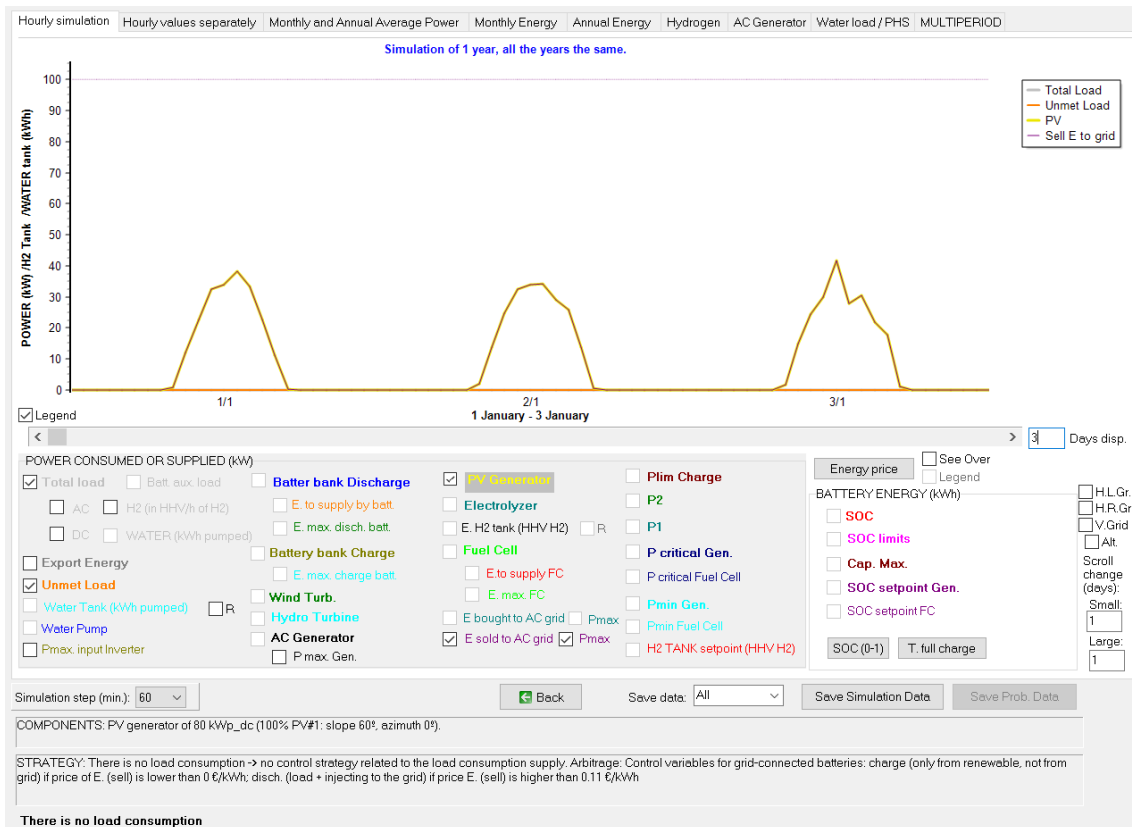 Hourly simulation Hourly values separately Monthly and Annual Average Power Monthly Energy Annual Energy Hydrogen AC Generator Water load / PHS MULTIPERIOD
Simulation of 1 year, all the years the same.
POWER (kW) /H2 Tank /WATER tank (kWh)
100
90
80
70
60
50
40
30
20
10
0
1/1 2/1 3/1
1 January - 3 January
Total Load
Unmet Load
PV
Sell E to grid
Legend
3 Days disp.
POWER CONSUMED OR SUPPLIED (kW)
Total load Batt. aux. load
AC H2 (in HHV/h of H2)
DC WATER (kWh pumped)
Export Energy
Unmet Load
Water Tank (kWh pumped) R
Water Pump
Pmax. input Inverter
Batter bank Discharge
E. to supply by batt.
E. max. disch. batt.
Battery bank Charge
E. max. charge batt.
Wind Turb.
Hydro Turbine
AC Generator
P max. Gen.
PV Generator
Electrolyzer
E. H2 tank (HHV H2) R
Fuel Cell
E.to supply FC
E. max. FC
E bought to AC grid Pmax
E sold to AC grid Pmax
Plim Charge
P2
P1
P critical Gen.
P critical Fuel Cell
Pmin Gen.
Pmin Fuel Cell
H2 TANK setpoint (HHV H2)
Energy price See Over
Legend
BATTERY ENERGY (kWh)
SOC
SOC limits
Cap. Max.
SOC setpoint Gen.
SOC setpoint FC
SOC (0-1) T. full charge
H.L.Gr.
H.R.Gr
V.Grid
Alt.
Scroll
change
(days):
Small:
1
Large:
1
Simulation step (min.): 60 Back Save data: All Save Simulation Data Save Prob. Data
COMPONENTS: PV generator of 80 kWp_dc (100% PV#1: slope 60º, azimuth 0º).
STRATEGY: There is no load consumption -> no control strategy related to the load consumption supply. Arbitrage: Control variables for grid-connected batteries: charge (only from renewable, not from
grid) if price of E. (sell) is lower than 0 €/kWh; disch. (load + injecting to the grid) if price E. (sell) is higher than 0.11 €/kWh
There is no load consumption